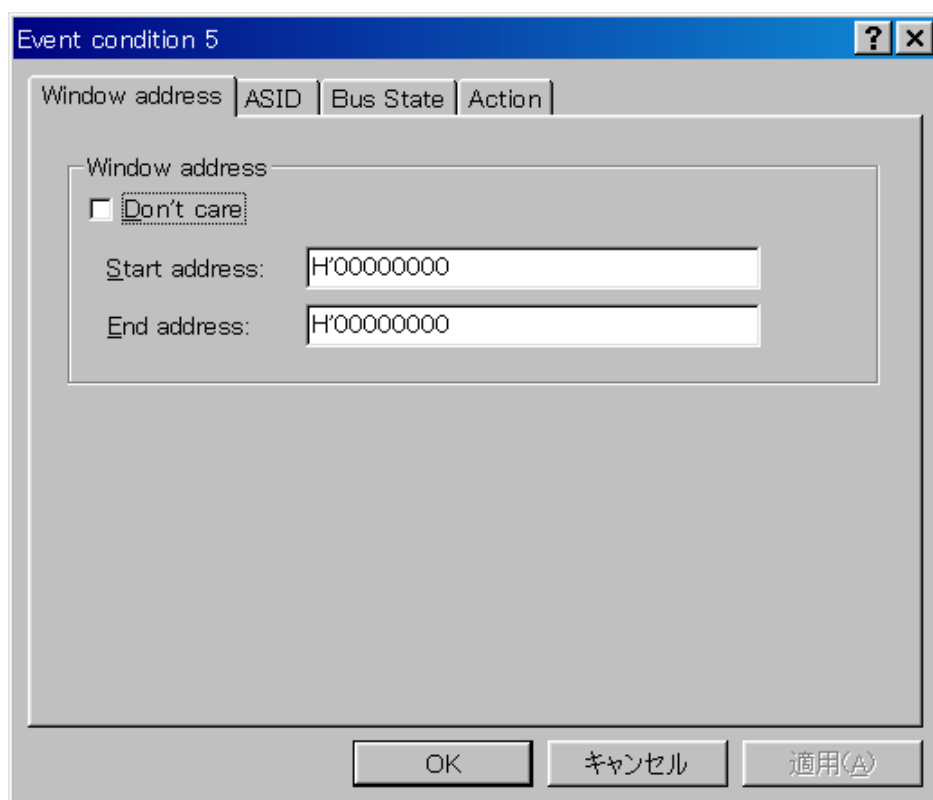 Event condition 5
Window address ASID Bus State Action
Window address
Don't care
Start address: H'00000000
End address: H'00000000
OK キャンセル 適用(A)